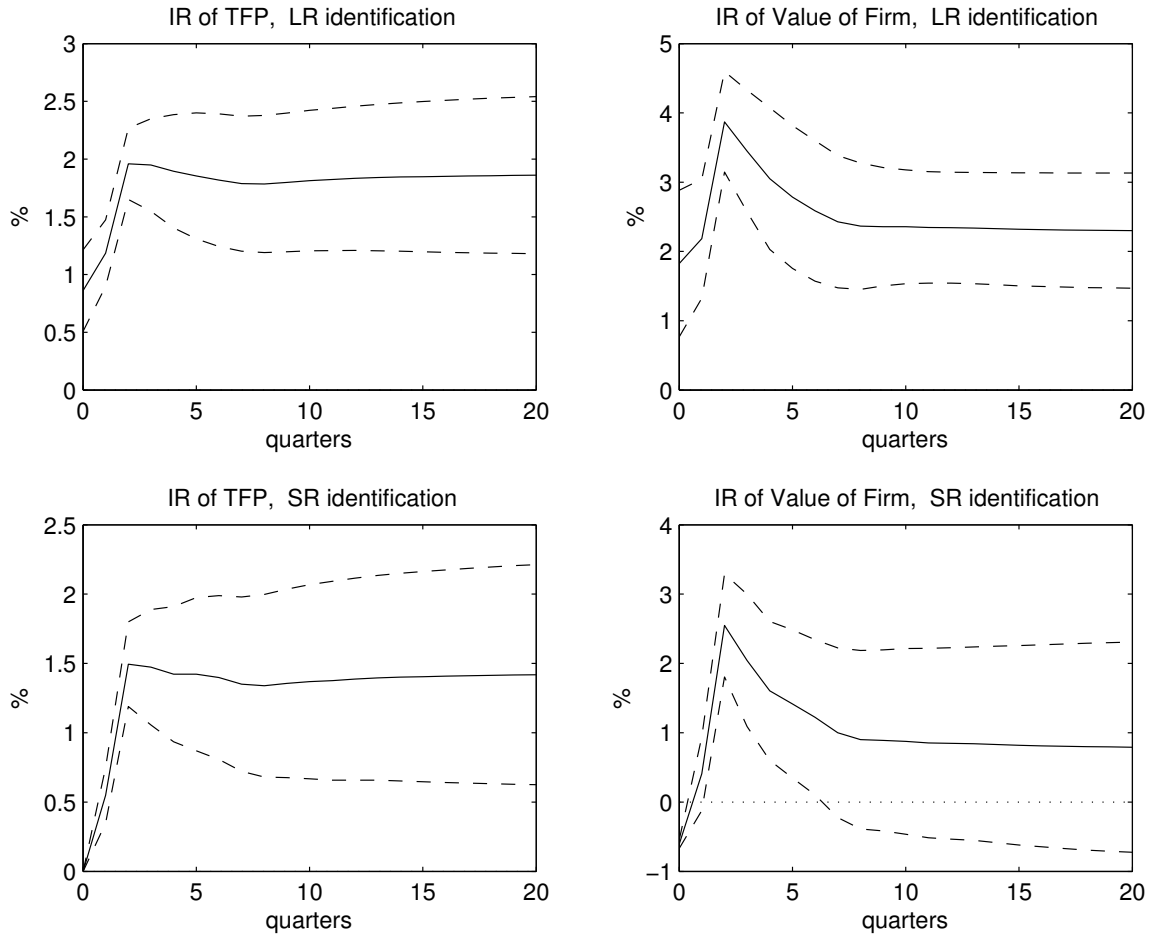 IR of TFP, LR identification
3
2.5
2
1.5
1
0.5
0
%
0 5 10 15 20
quarters
IR of Value of Firm, LR identification
5
4
3
2
1
0
%
0 5 10 15 20
quarters
IR of TFP, SR identification
2.5
2
1.5
1
0.5
0
%
0 5 10 15 20
quarters
IR of Value of Firm, SR identification
4
3
2
1
0
−1
%
0 5 10 15 20
quarters